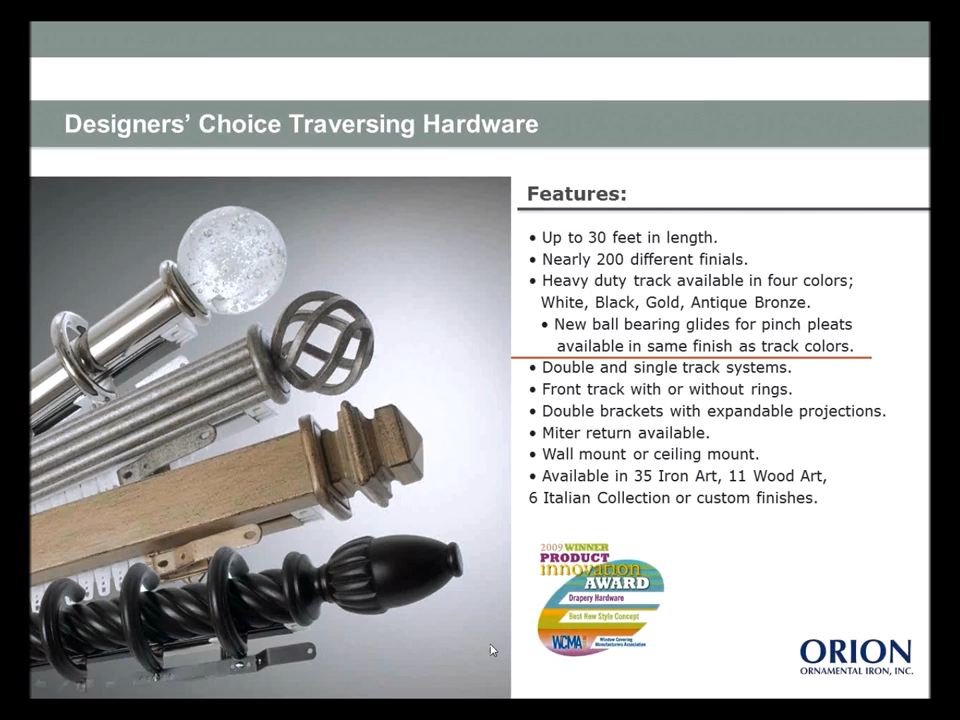 Designers’ Choice Traversing Hardware
Features:
• Up to 30 feet in length.
• Nearly 200 different finials.
• Heavy duty track available in four colors;
White, Black, Gold, Antique Bronze.
• New ball bearing glides for pinch pleats
available in same finish as track colors.
• Double and single track systems.
• Front track with or without rings.
• Double brackets with expandable projections.
• Miter return available.
• Wall mount or ceiling mount.
• Available in 35 Iron Art, 11 Wood Art,
6 Italian Collection or custom finishes.
2009 WINNER
PRODUCT
innovation
AWARD
Drapery Hardware
Best New Style Concept
WCMA
Window Covering
Manufacturers Association
ORION
ORNAMENTAL IRON, INC.